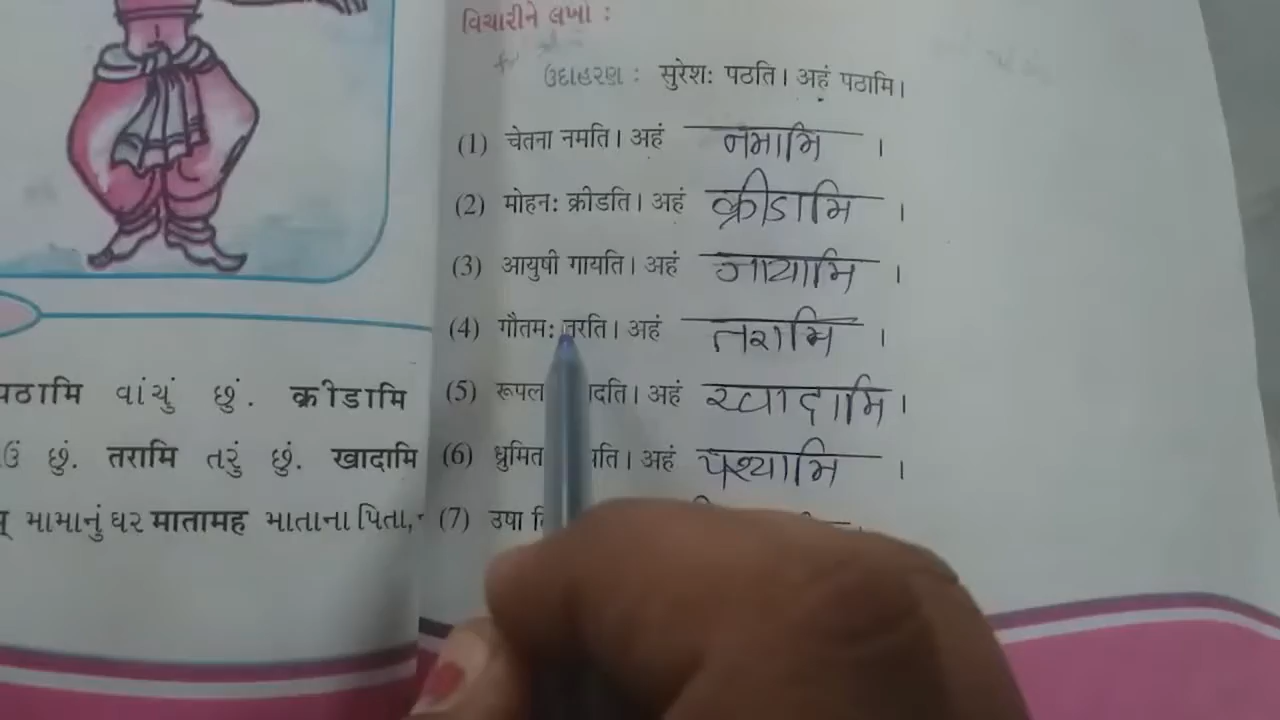 પઠામિ વાંચું છું. क्रीडामि
છું. तरामि તરું છું. खादामि
મામાનું ઘર मातामह માતાના પિતા,
વિચારીને લખો :
ઉદાહરણ : सुरेशः पठति। अहं पठामि।
(1) चेतना नमति। अहं नमामि ।
(2) मोहनः क्रीडति। अहं क्रीडामि ।
(3) आयुषी गायति। अहं गायामि ।
(4) गौतमः तरति। अहं तरामि ।
(5) रूपल दति। अहं खादामि ।
(6) ध्रुमित यति। अहं पश्यामि ।
(7) उषा